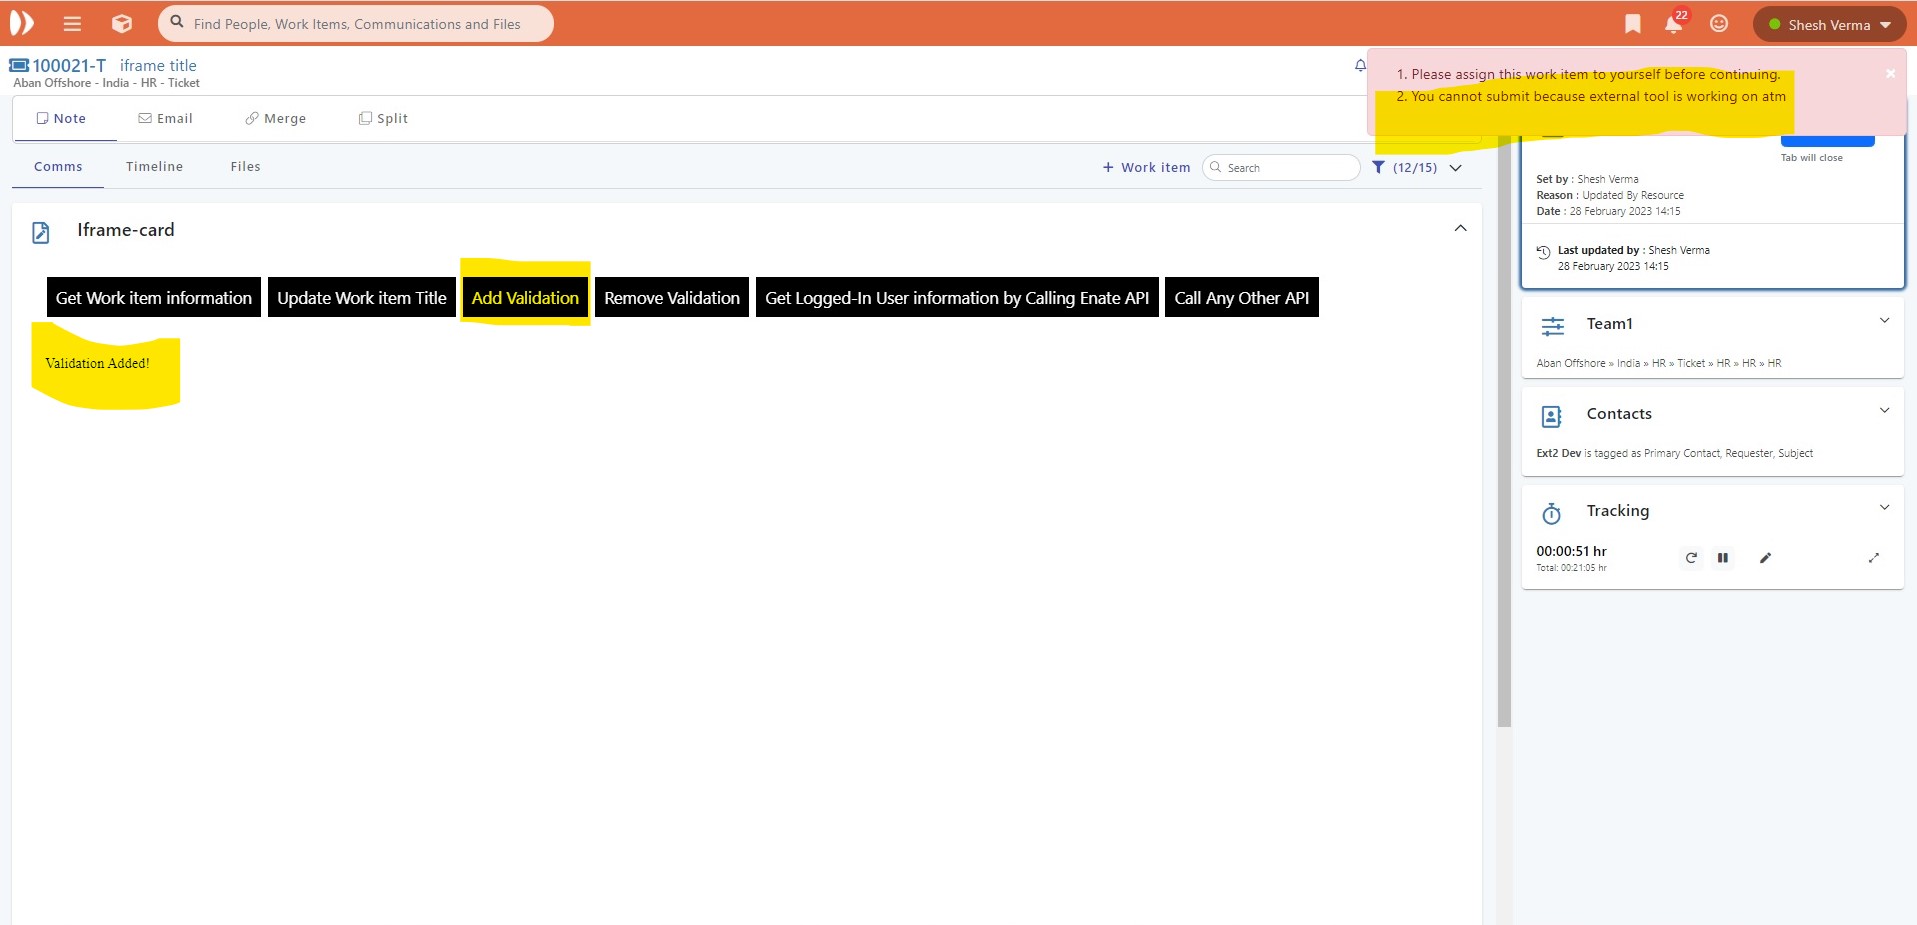 Find People, Work Items, Communications and Files
22
Shesh Verma
100021-T iframe title
Aban Offshore - India - HR - Ticket
1. Please assign this work item to yourself before continuing.
2. You cannot submit because external tool is working on atm
Note Email Merge Split
Comms Timeline Files
+ Work item Search (12/15)
Tab will close
Set by : Shesh Verma
Reason : Updated By Resource
Date : 28 February 2023 14:15
Last updated by : Shesh Verma
28 February 2023 14:15
Iframe-card
Get Work item information Update Work item Title Add Validation Remove Validation Get Logged-In User information by Calling Enate API Call Any Other API
Validation Added!
Team1
Aban Offshore » India » HR » Ticket » HR » HR » HR
Contacts
Ext2 Dev is tagged as Primary Contact, Requester, Subject
Tracking
00:00:51 hr
Total: 00:21:05 hr